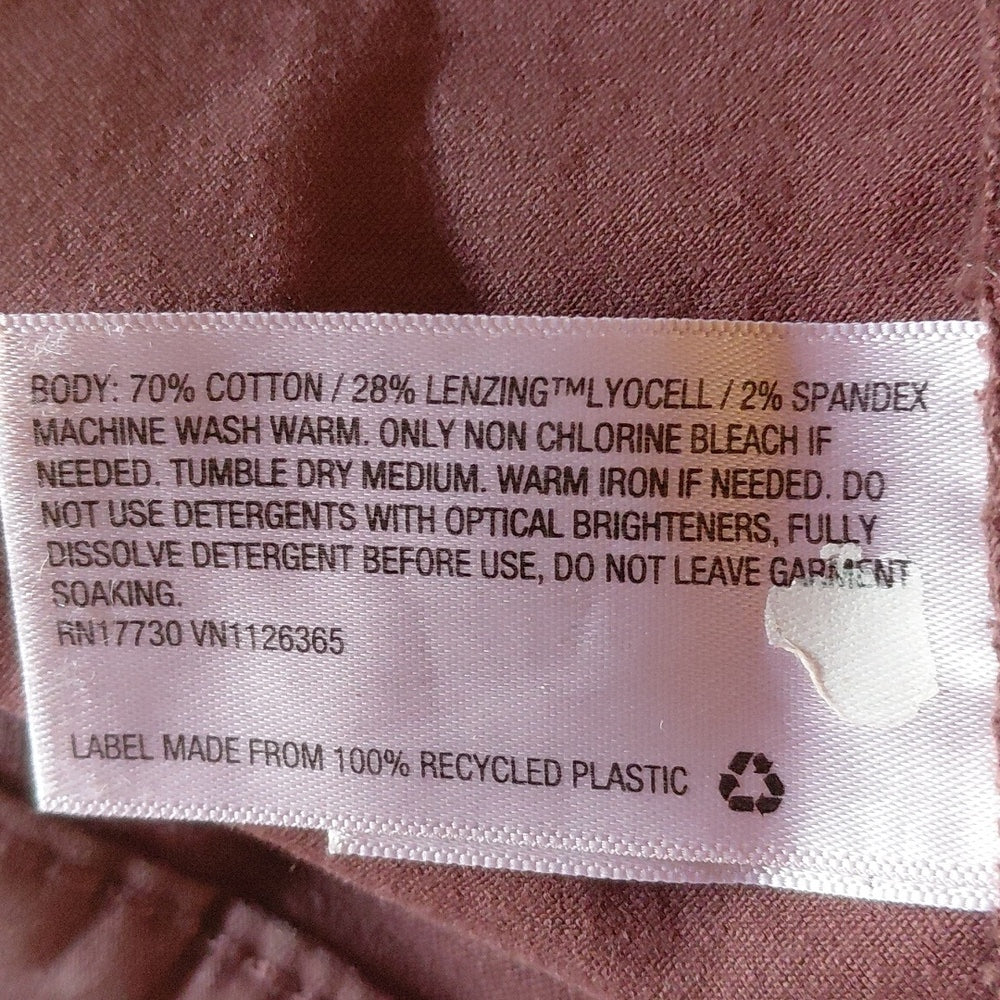 BODY: 70% COTTON / 28% LENZING™LYOCELL / 2% SPANDEX
MACHINE WASH WARM. ONLY NON CHLORINE BLEACH IF
NEEDED. TUMBLE DRY MEDIUM. WARM IRON IF NEEDED. DO
NOT USE DETERGENTS WITH OPTICAL BRIGHTENERS, FULLY
DISSOLVE DETERGENT BEFORE USE, DO NOT LEAVE GARMENT
SOAKING.
RN17730 VN1126365
LABEL MADE FROM 100% RECYCLED PLASTIC